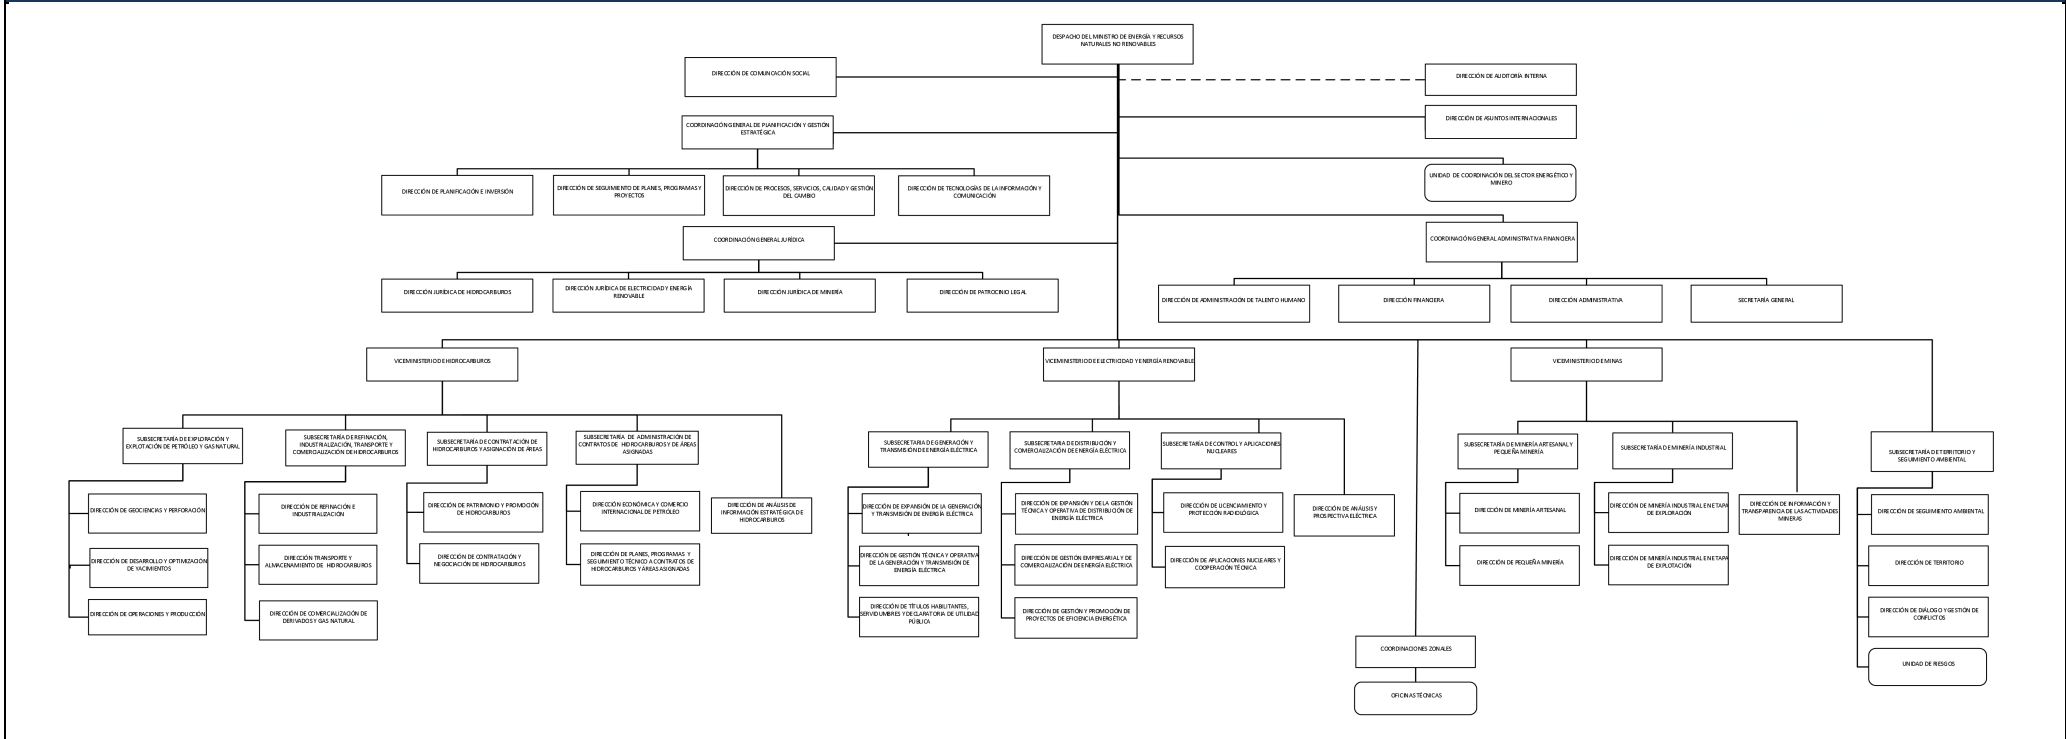 DESPACHO DEL MINISTRO DE ENERGÍA Y RECURSOS
NATURALES NO RENOVABLES
DIRECCIÓN DE COMUNCACIÓN SOCIAL
DIRECCIÓN DE AUDITORÍA INTERNA
DIRECCIÓN DE ASUNTOS INTERNACIONALES
COORDINACIÓN GENERAL DE PLANIFICACIÓN Y GESTIÓN
ESTRATÉGICA
UNIDAD DE COORDINACIÓN DEL SECTOR ENERGÉTICO Y
MINERO
DIRECCIÓN DE PLANIFICACIÓN E INVERSIÓN
DIRECCIÓN DE SEGUIMIENTO DE PLANES, PROGRAMAS Y
PROYECTOS
DIRECCIÓN DE PROCESOS, SERVICIOS, CALIDAD Y GESTIÓN
DEL CAMBIO
DIRECCIÓN DE TECNOLOGÍAS DE LA INFORMACIÓN Y
COMUNICACIÓN
COORDINACIÓN GENERAL JURÍDICA
COORDINACIÓN GENERAL ADMINISTRATIVA FINANCIERA
DIRECCIÓN JURÍDICA DE HIDROCARBUROS
DIRECCIÓN JURÍDICA DE ELECTRICIDAD Y ENERGÍA
RENOVABLE
DIRECCIÓN JURÍDICA DE MINERÍA
DIRECCIÓN DE PATROCINIO LEGAL
DIRECCIÓN DE ADMINISTRACIÓN DE TALENTO HUMANO
DIRECCIÓN FINANCIERA
DIRECCIÓN ADMINISTRATIVA
SECRETARÍA GENERAL
VICEMINISTERIO DE HIDROCARBUROS
VICEMINISTERIO DE ELECTRICIDAD Y ENERGÍA RENOVABLE
VICEMINISTERIO DE MINAS
SUBSECRETARÍA DE EXPLORACIÓN Y
EXPLOTACIÓN DE PETRÓLEO Y GAS NATURAL
SUBSECRETARÍA DE REFINACIÓN,
INDUSTRIALIZACIÓN, TRANSPORTE Y
COMERCIALIZACIÓN DE HIDROCARBUROS
SUBSECRETARÍA DE CONTRATACIÓN DE
HIDROCARBUROS Y ASIGNACIÓN DE ÁREAS
SUBSECRETARÍA DE ADMINISTRACIÓN DE
CONTRATOS DE HIDROCARBUROS Y DE ÁREAS
ASIGNADAS
SUBSECRETARIA DE GENERACIÓN Y
TRANSMISIÓN DE ENERGÍA ELÉCTRICA
SUBSECRETARIA DE DISTRIBUCIÓN Y
COMERCIALIZACIÓN DE ENERGÍA ELÉCTRICA
SUBSECRETARÍA DE CONTROL Y APLICACIONES
NUCLEARES
SUBSECRETARÍA DE MINERÍA ARTESANAL Y
PEQUEÑA MINERÍA
SUBSECRETARÍA DE MINERÍA INDUSTRIAL
SUBSECRETARÍA DE TERRITORIO Y
SEGUIMIENTO AMBIENTAL
DIRECCIÓN DE GEOCIENCIAS Y PERFORACIÓN
DIRECCIÓN DE REFINACIÓN E
INDUSTRIALIZACIÓN
DIRECCIÓN DE PATRIMONIO Y PROMOCIÓN
DE HIDROCARBUROS
DIRECCIÓN ECONÓMICA Y COMERCIO
INTERNACIONAL DE PETRÓLEO
DIRECCIÓN DE ANÁLISIS DE
INFORMACIÓN ESTRATÉGICA DE
HIDROCARBUROS
DIRECCIÓN DE EXPANSIÓN DE LA GENERACIÓN
Y TRANSMISIÓN DE ENERGÍA ELÉCTRICA
DIRECCIÓN DE EXPANSIÓN Y DE LA GESTIÓN
TÉCNICA Y OPERATIVA DE DISTRIBUCIÓN DE
ENERGÍA ELÉCTRICA
DIRECCIÓN DE LICENCIAMIENTO Y
PROTECCIÓN RADIOLÓGICA
DIRECCIÓN DE ANÁLISIS Y
PROSPECTIVA ELÉCTRICA
DIRECCIÓN DE MINERÍA ARTESANAL
DIRECCIÓN DE MINERÍA INDUSTRIAL EN ETAPA
DE EXPLORACIÓN
DIRECCIÓN DE INFORMACIÓN Y
TRANSPARENCIA DE LAS ACTIVIDADES
MINERAS
DIRECCIÓN DE SEGUIMIENTO AMBIENTAL
DIRECCIÓN DE DESARROLLO Y OPTIMIZACIÓN
DE YACIMIENTOS
DIRECCIÓN TRANSPORTE Y
ALMACENAMIENTO DE HIDROCARBUROS
DIRECCIÓN DE CONTRATACIÓN Y
NEGOCIACIÓN DE HIDROCARBUROS
DIRECCIÓN DE PLANES, PROGRAMAS Y
SEGUIMIENTO TÉCNICO A CONTRATOS DE
HIDROCARBUROS Y ÁREAS ASIGNADAS
DIRECCIÓN DE GESTIÓN TÉCNICA Y OPERATIVA
DE LA GENERACIÓN Y TRANSMISIÓN DE
ENERGÍA ELÉCTRICA
DIRECCIÓN DE GESTIÓN EMPRESARIAL Y DE
COMERCIALIZACIÓN DE ENERGÍA ELÉCTRICA
DIRECCIÓN DE APLICACIONES NUCLEARES Y
COOPERACIÓN TÉCNICA
DIRECCIÓN DE PEQUEÑA MINERÍA
DIRECCIÓN DE MINERÍA INDUSTRIAL EN ETAPA
DE EXPLOTACIÓN
DIRECCIÓN DE TERRITORIO
DIRECCIÓN DE OPERACIONES Y PRODUCCIÓN
DIRECCIÓN DE COMERCIALIZACIÓN DE
DERIVADOS Y GAS NATURAL
DIRECCIÓN DE TÍTULOS HABILITANTES,
SERVIDUMBRES Y DECLARATORIA DE UTILIDAD
PÚBLICA
DIRECCIÓN DE GESTIÓN Y PROMOCIÓN DE
PROYECTOS DE EFICIENCIA ENERGÉTICA
DIRECCIÓN DE DIÁLOGO Y GESTIÓN DE
CONFLICTOS
COORDINACIONES ZONALES
UNIDAD DE RIESGOS
OFICINAS TÉCNICAS